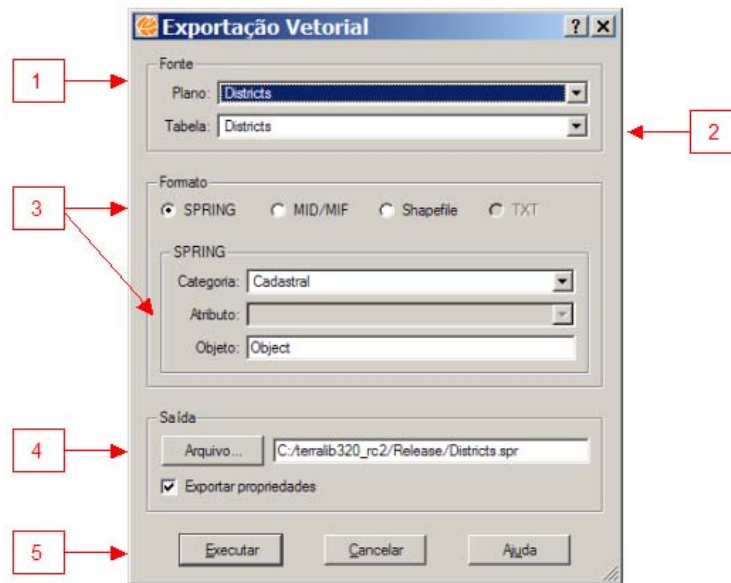 Exportação Vetorial
1
Fonte
Plano: Districts
Tabela: Districts
2
Formato
3
SPRING MID/MIF Shapefile TXT
SPRING
Categoria: Cadastral
Atributo:
Objeto: Object
Saída
4
Arquivo... C:/terralib320_rc2/Release/Districts.spr
Exportar propriedades
5
Executar Cancelar Ajuda